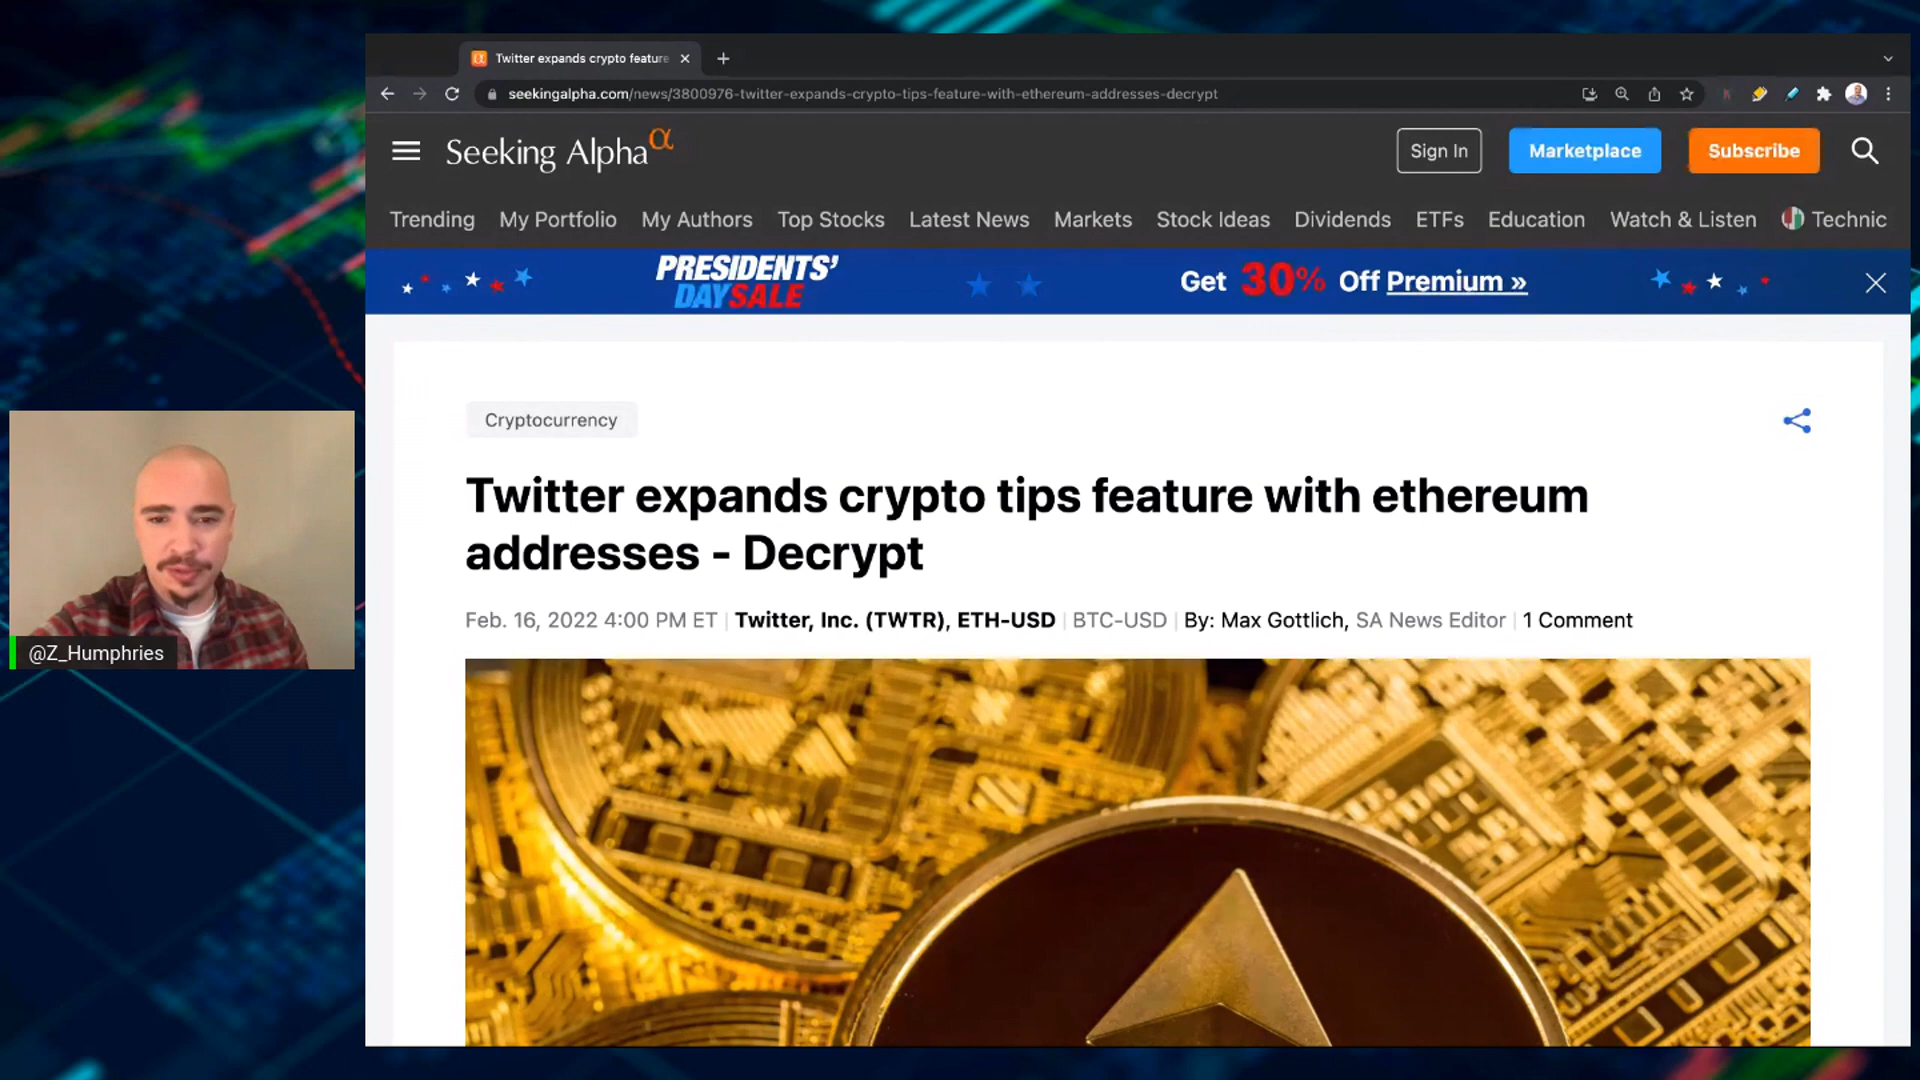 Twitter expands crypto feature
seekingalpha.com/news/3800976-twitter-expands-crypto-tips-feature-with-ethereum-addresses-decrypt
Seeking Alpha α
Sign In
Marketplace
Subscribe
Trending My Portfolio My Authors Top Stocks Latest News Markets Stock Ideas Dividends ETFs Education Watch & Listen Technic
PRESIDENTS'
DAY SALE
Get 30% Off Premium »
Cryptocurrency
Twitter expands crypto tips feature with ethereum
addresses - Decrypt
Feb. 16, 2022 4:00 PM ET | Twitter, Inc. (TWTR), ETH-USD | BTC-USD | By: Max Gottlich, SA News Editor | 1 Comment
@Z_Humphries